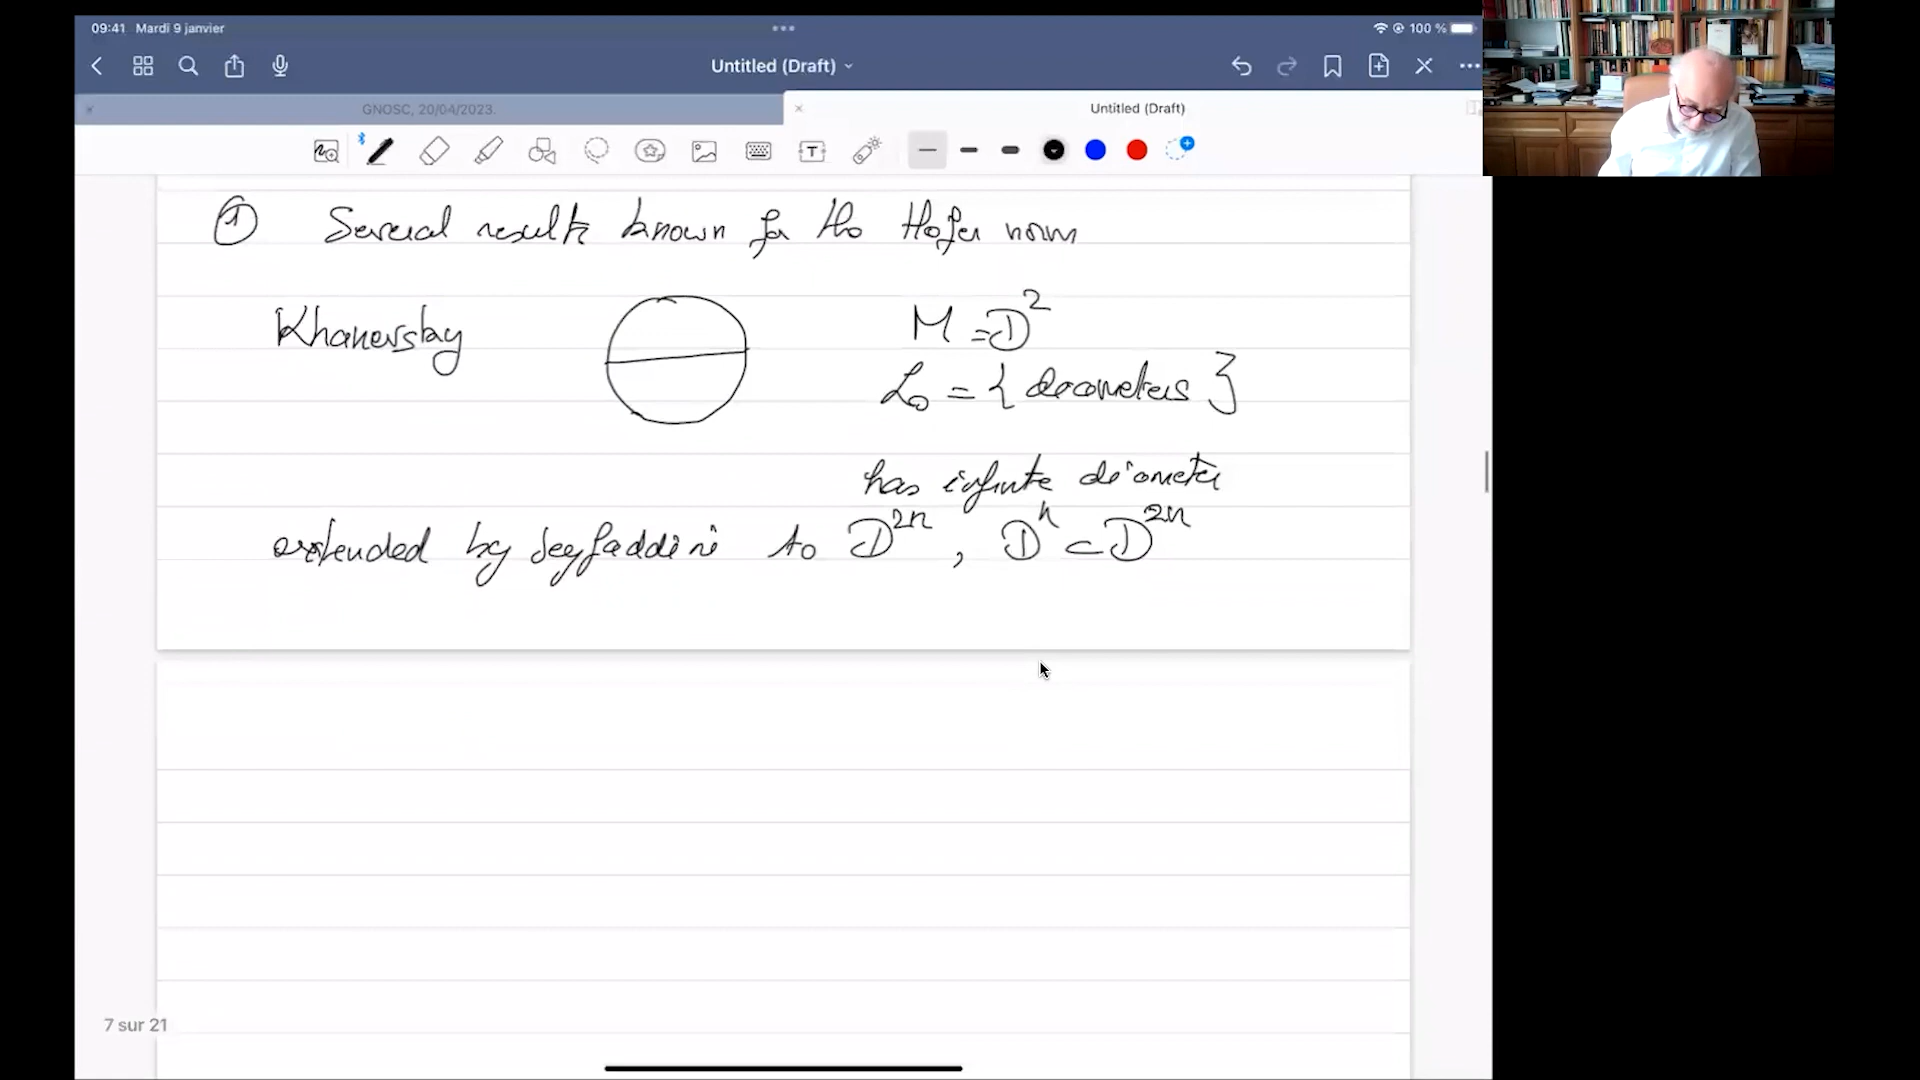 09:41 Mardi 9 janvier
100 %
Untitled (Draft)
GNOSC, 20/04/2023.
Untitled (Draft)
T
① Several results known for the Hofer norm
Khanevsky
M = D²
L₀ = { diameters }
has infinite diameter
extended by Seyfaddini to D²ⁿ, Dⁿ ⊂ D²ⁿ
7 sur 21